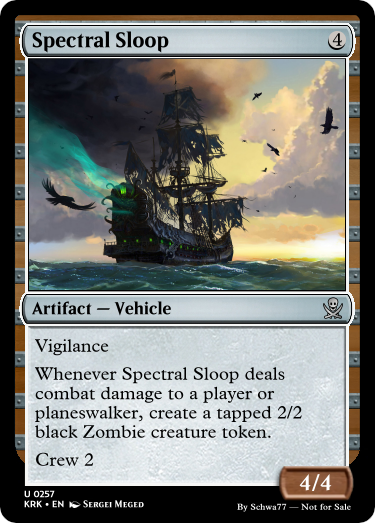 Spectral Sloop 4
Artifact — Vehicle
Vigilance
Whenever Spectral Sloop deals
combat damage to a player or
planeswalker, create a tapped 2/2
black Zombie creature token.
Crew 2
4/4
U 0257
KRK • EN Sergei Meged
By Schwa77 — Not for Sale